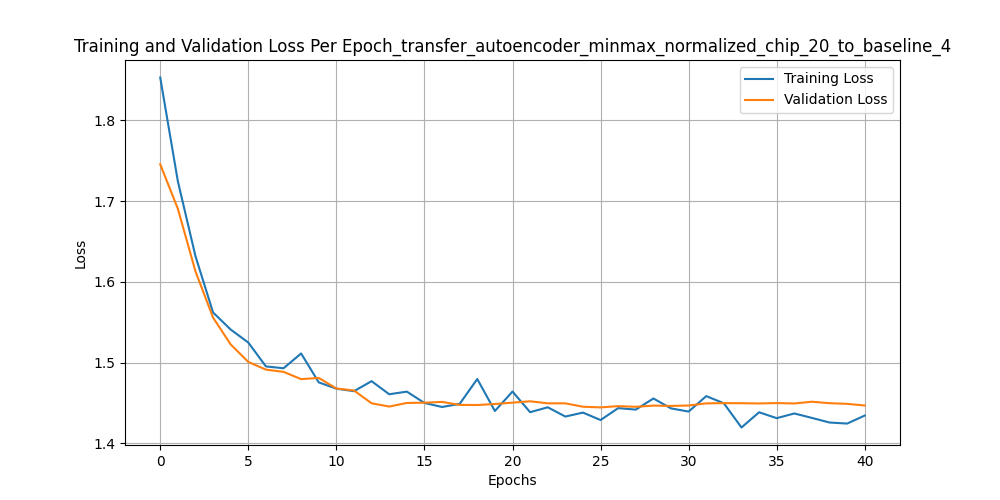 Training and Validation Loss Per Epoch_transfer_autoencoder_minmax_normalized_chip_20_to_baseline_4
Training Loss
Validation Loss
1.8
1.7
1.6
1.5
1.4
Loss
0 5 10 15 20 25 30 35 40
Epochs